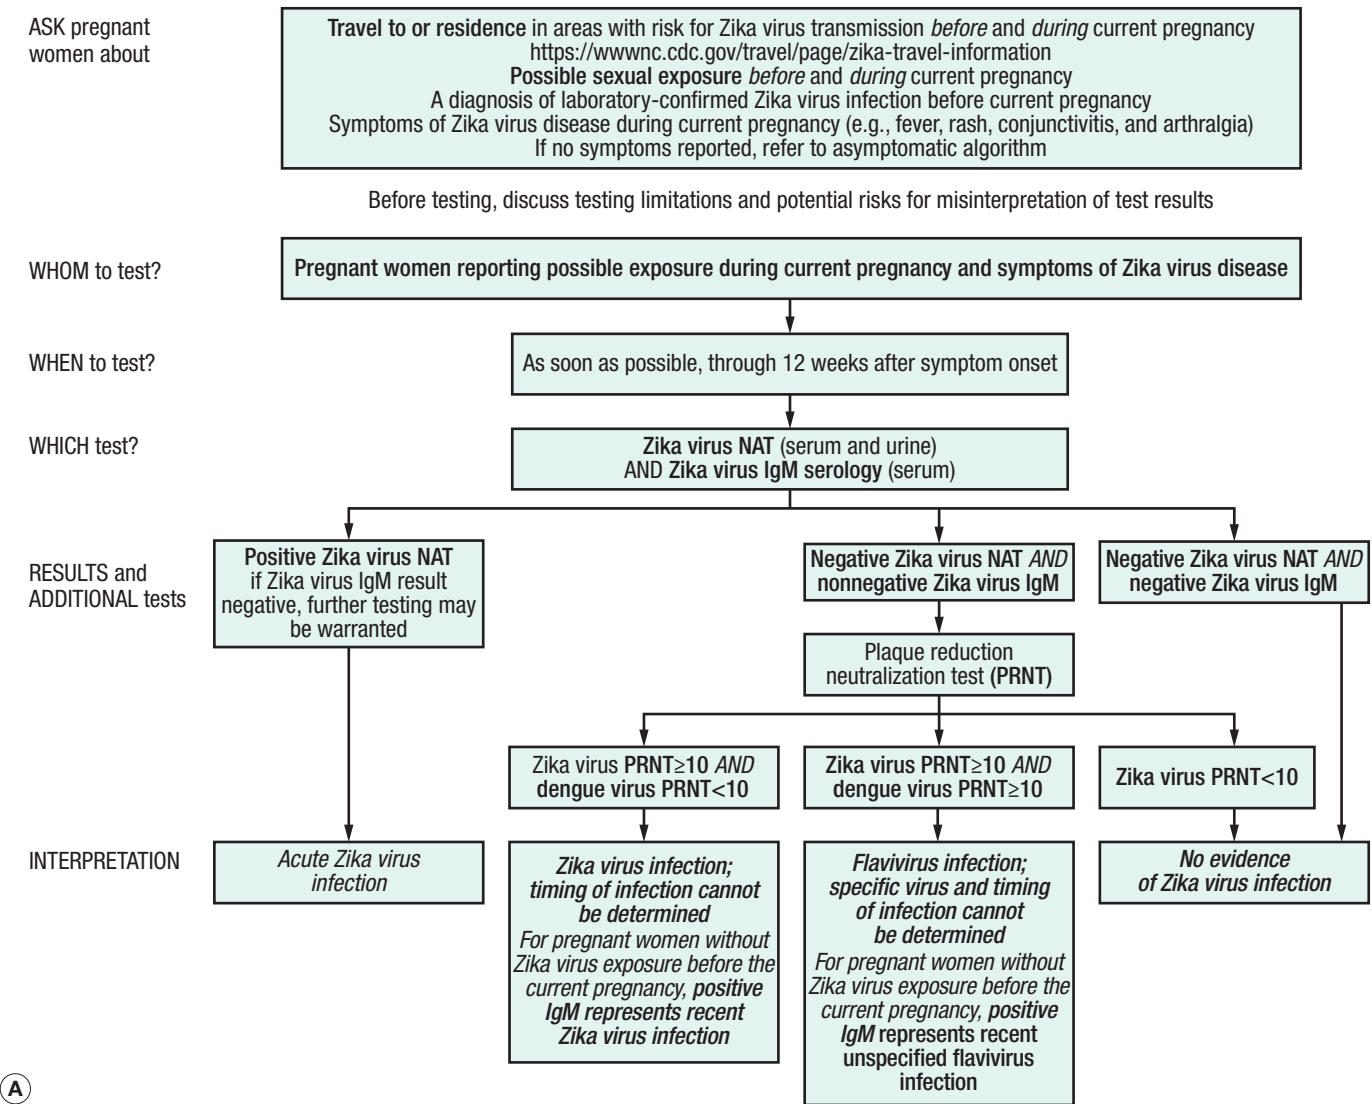 ASK pregnant
women about
Travel to or residence in areas with risk for Zika virus transmission before and during current pregnancy
https://wwwnc.cdc.gov/travel/page/zika-travel-information
Possible sexual exposure before and during current pregnancy
A diagnosis of laboratory-confirmed Zika virus infection before current pregnancy
Symptoms of Zika virus disease during current pregnancy (e.g., fever, rash, conjunctivitis, and arthralgia)
If no symptoms reported, refer to asymptomatic algorithm
Before testing, discuss testing limitations and potential risks for misinterpretation of test results
WHOM to test?
Pregnant women reporting possible exposure during current pregnancy and symptoms of Zika virus disease
WHEN to test?
As soon as possible, through 12 weeks after symptom onset
WHICH test?
Zika virus NAT (serum and urine)
AND Zika virus IgM serology (serum)
RESULTS and
ADDITIONAL tests
Positive Zika virus NAT
if Zika virus IgM result
negative, further testing may
be warranted
Negative Zika virus NAT AND
nonnegative Zika virus IgM
Negative Zika virus NAT AND
negative Zika virus IgM
Plaque reduction
neutralization test (PRNT)
Zika virus PRNT≥10 AND
dengue virus PRNT<10
Zika virus PRNT≥10 AND
dengue virus PRNT≥10
Zika virus PRNT<10
INTERPRETATION
Acute Zika virus
infection
Zika virus infection;
timing of infection cannot
be determined
For pregnant women without
Zika virus exposure before the
current pregnancy, positive
IgM represents recent
Zika virus infection
Flavivirus infection;
specific virus and timing
of infection cannot
be determined
For pregnant women without
Zika virus exposure before the
current pregnancy, positive
IgM represents recent
unspecified flavivirus
infection
No evidence
of Zika virus infection
A